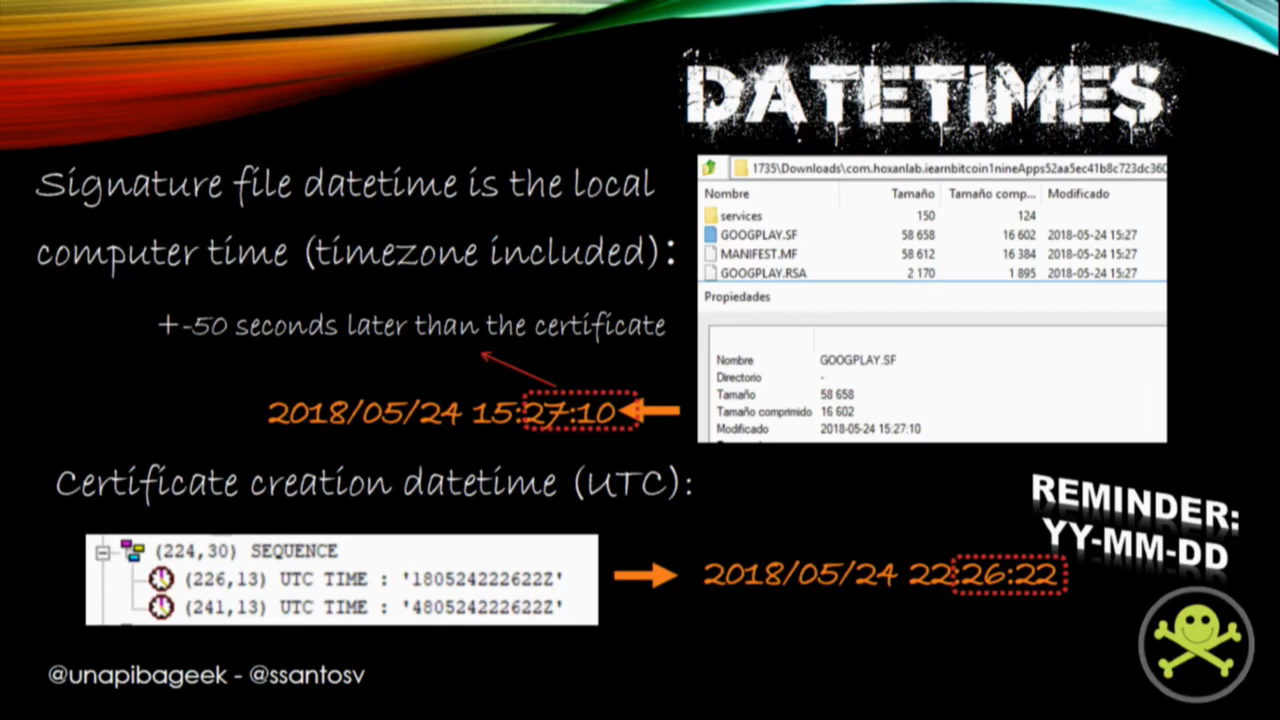 DATETIMES
Signature file datetime is the local
computer time (timezone included):
+-50 seconds later than the certificate
2018/05/24 15:27:10
1735\Downloads\com.hoxanlab.iearnbitcoin1nineApps52aa5ec41b8c723dc360
Nombre Tamaño Tamaño comp... Modificado
services 150 124
GOOGPLAY.SF 58 658 16 602 2018-05-24 15:27
MANIFEST.MF 58 612 16 384 2018-05-24 15:27
GOOGPLAY.RSA 2 170 1 895 2018-05-24 15:27
Propiedades
Nombre GOOGPLAY.SF
Directorio -
Tamaño 58 658
Tamaño comprimido 16 602
Modificado 2018-05-24 15:27:10
Certificate creation datetime (UTC):
(224,30) SEQUENCE
(226,13) UTC TIME : '180524222622Z'
(241,13) UTC TIME : '480524222622Z'
2018/05/24 22:26:22
REMINDER:
YY-MM-DD
@unapibageek - @ssantosv